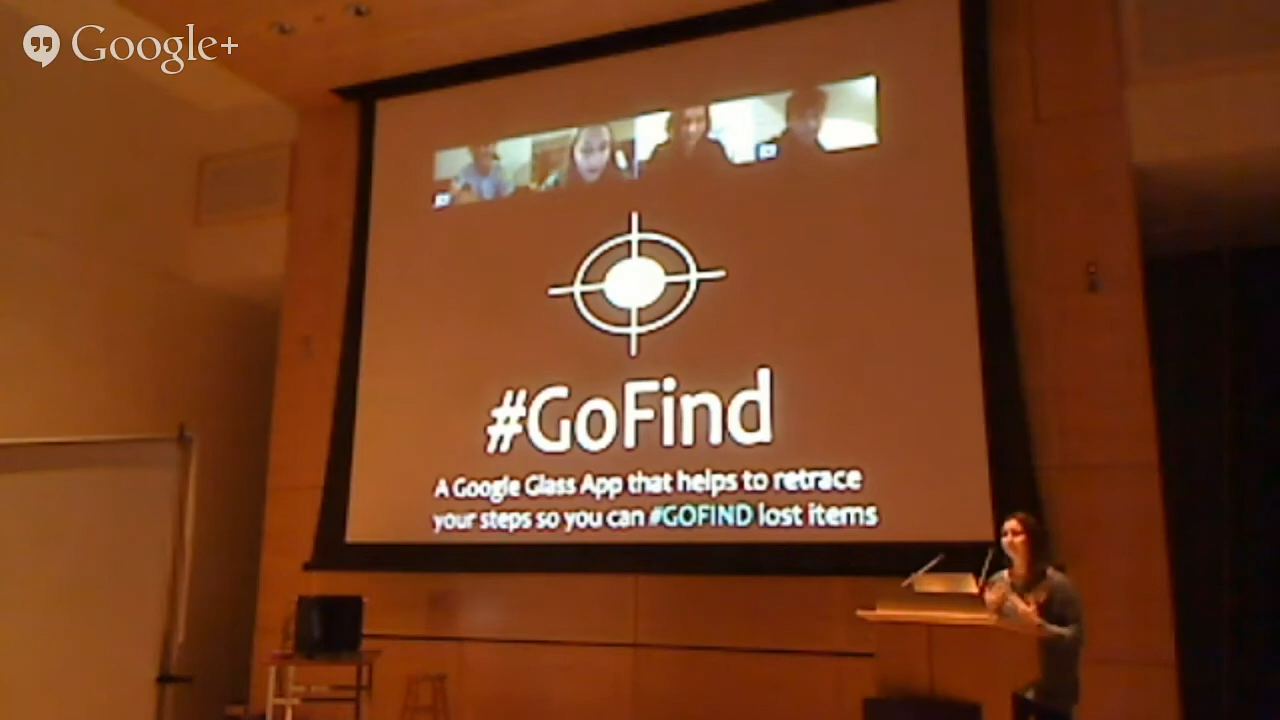 Google+
#GoFind
A Google Glass App that helps to retrace
your steps so you can #GOFIND lost items